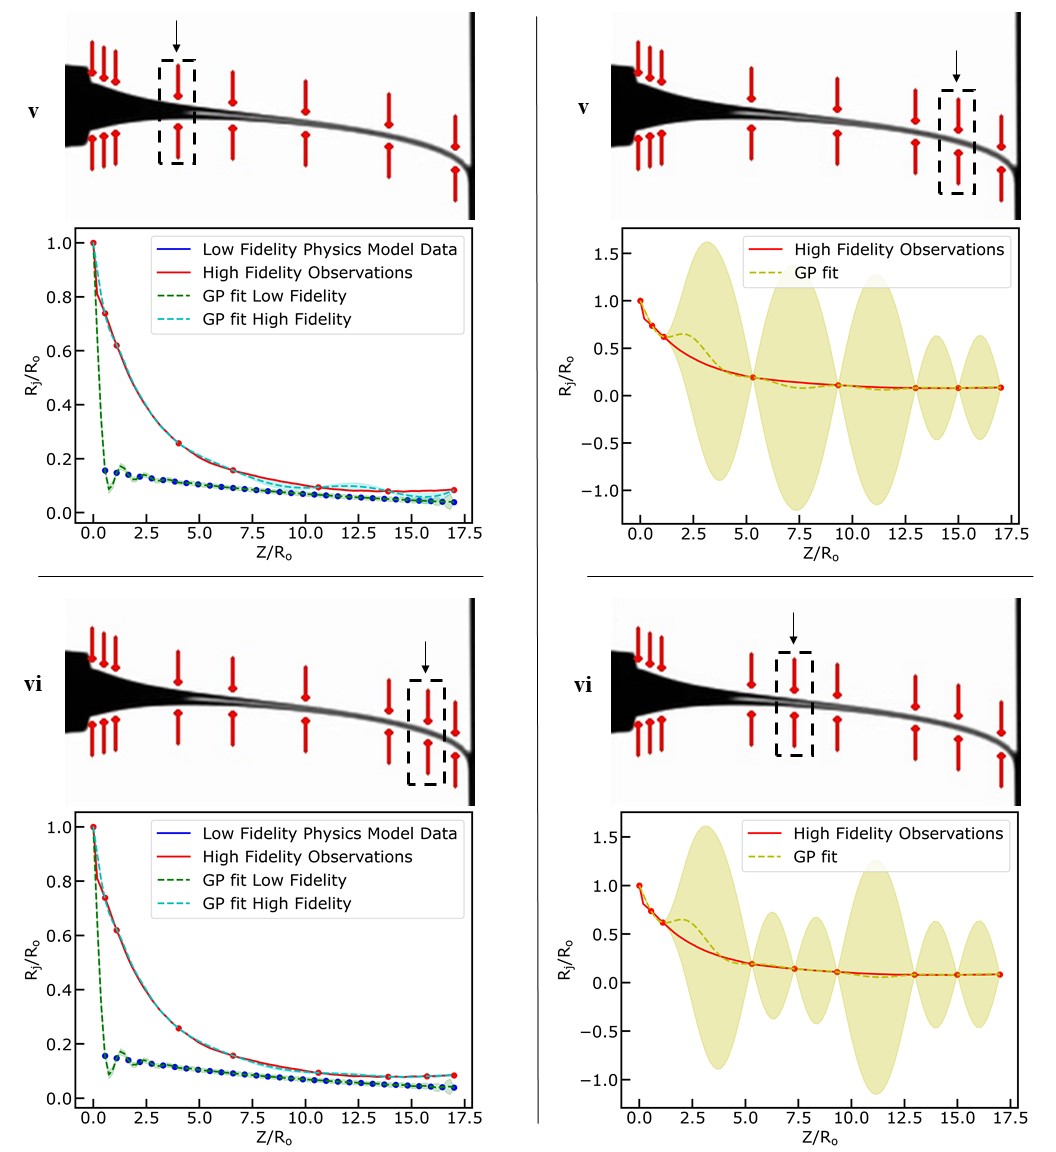 v
1.0
0.8
0.6
0.4
0.2
0.0
Rj/Ro
Low Fidelity Physics Model Data
High Fidelity Observations
GP fit Low Fidelity
GP fit High Fidelity
0.0 2.5 5.0 7.5 10.0 12.5 15.0 17.5
Z/Ro
v
1.5
1.0
0.5
0.0
−0.5
−1.0
Rj/Ro
High Fidelity Observations
GP fit
0.0 2.5 5.0 7.5 10.0 12.5 15.0 17.5
Z/Ro
vi
1.0
0.8
0.6
0.4
0.2
0.0
Rj/Ro
Low Fidelity Physics Model Data
High Fidelity Observations
GP fit Low Fidelity
GP fit High Fidelity
0.0 2.5 5.0 7.5 10.0 12.5 15.0 17.5
Z/Ro
vi
1.5
1.0
0.5
0.0
−0.5
−1.0
Rj/Ro
High Fidelity Observations
GP fit
0.0 2.5 5.0 7.5 10.0 12.5 15.0 17.5
Z/Ro